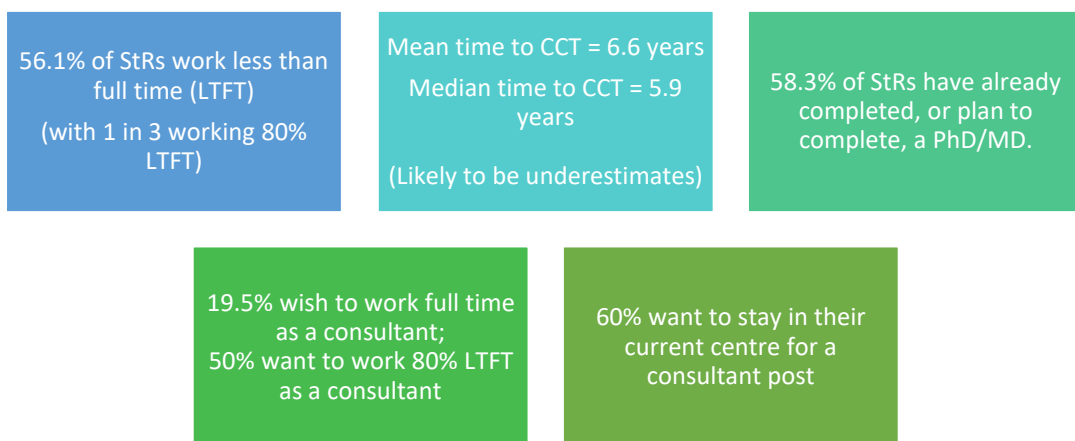 56.1% of StRs work less than
full time (LTFT)
(with 1 in 3 working 80%
LTFT)
Mean time to CCT = 6.6 years
Median time to CCT = 5.9
years
(Likely to be underestimates)
58.3% of StRs have already
completed, or plan to
complete, a PhD/MD.
19.5% wish to work full time
as a consultant;
50% want to work 80% LTFT
as a consultant
60% want to stay in their
current centre for a
consultant post